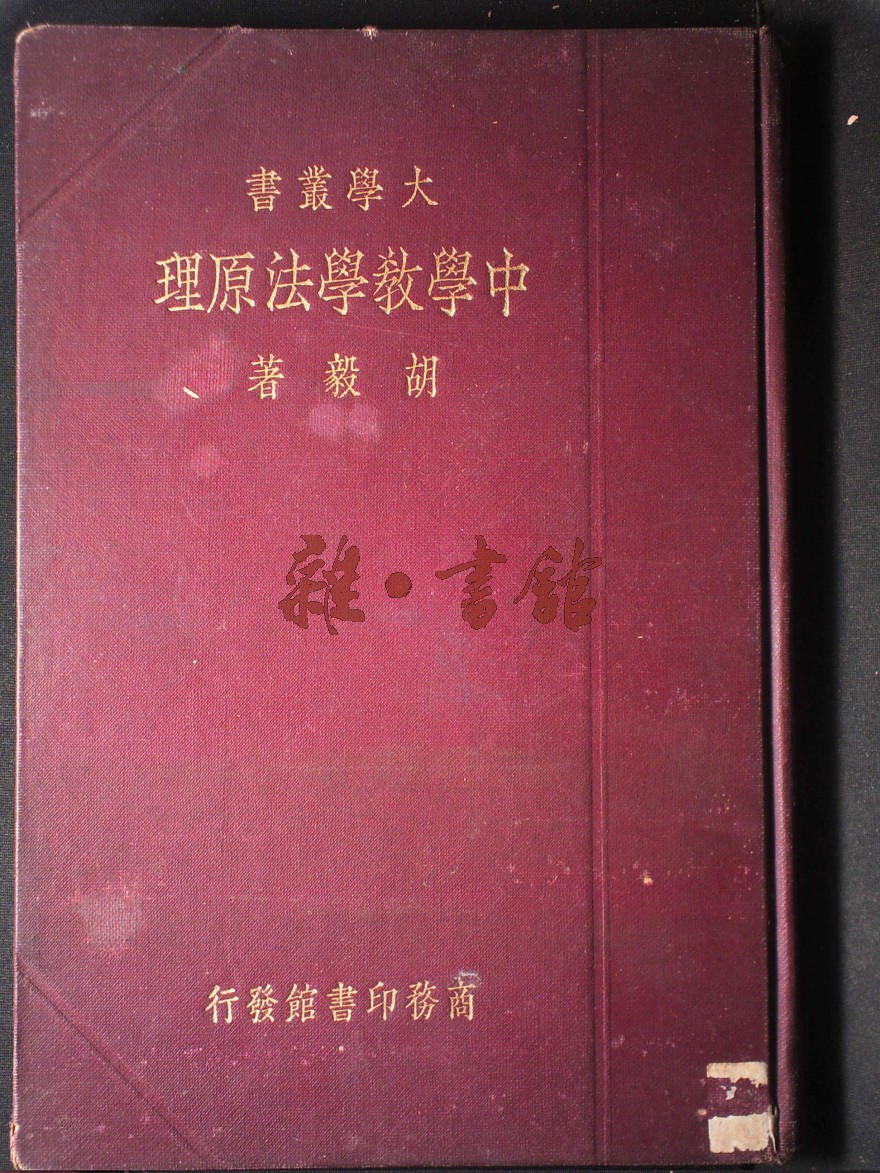 大學叢書
中學教學法原理
胡毅著
雜·書館
商務印書館發行